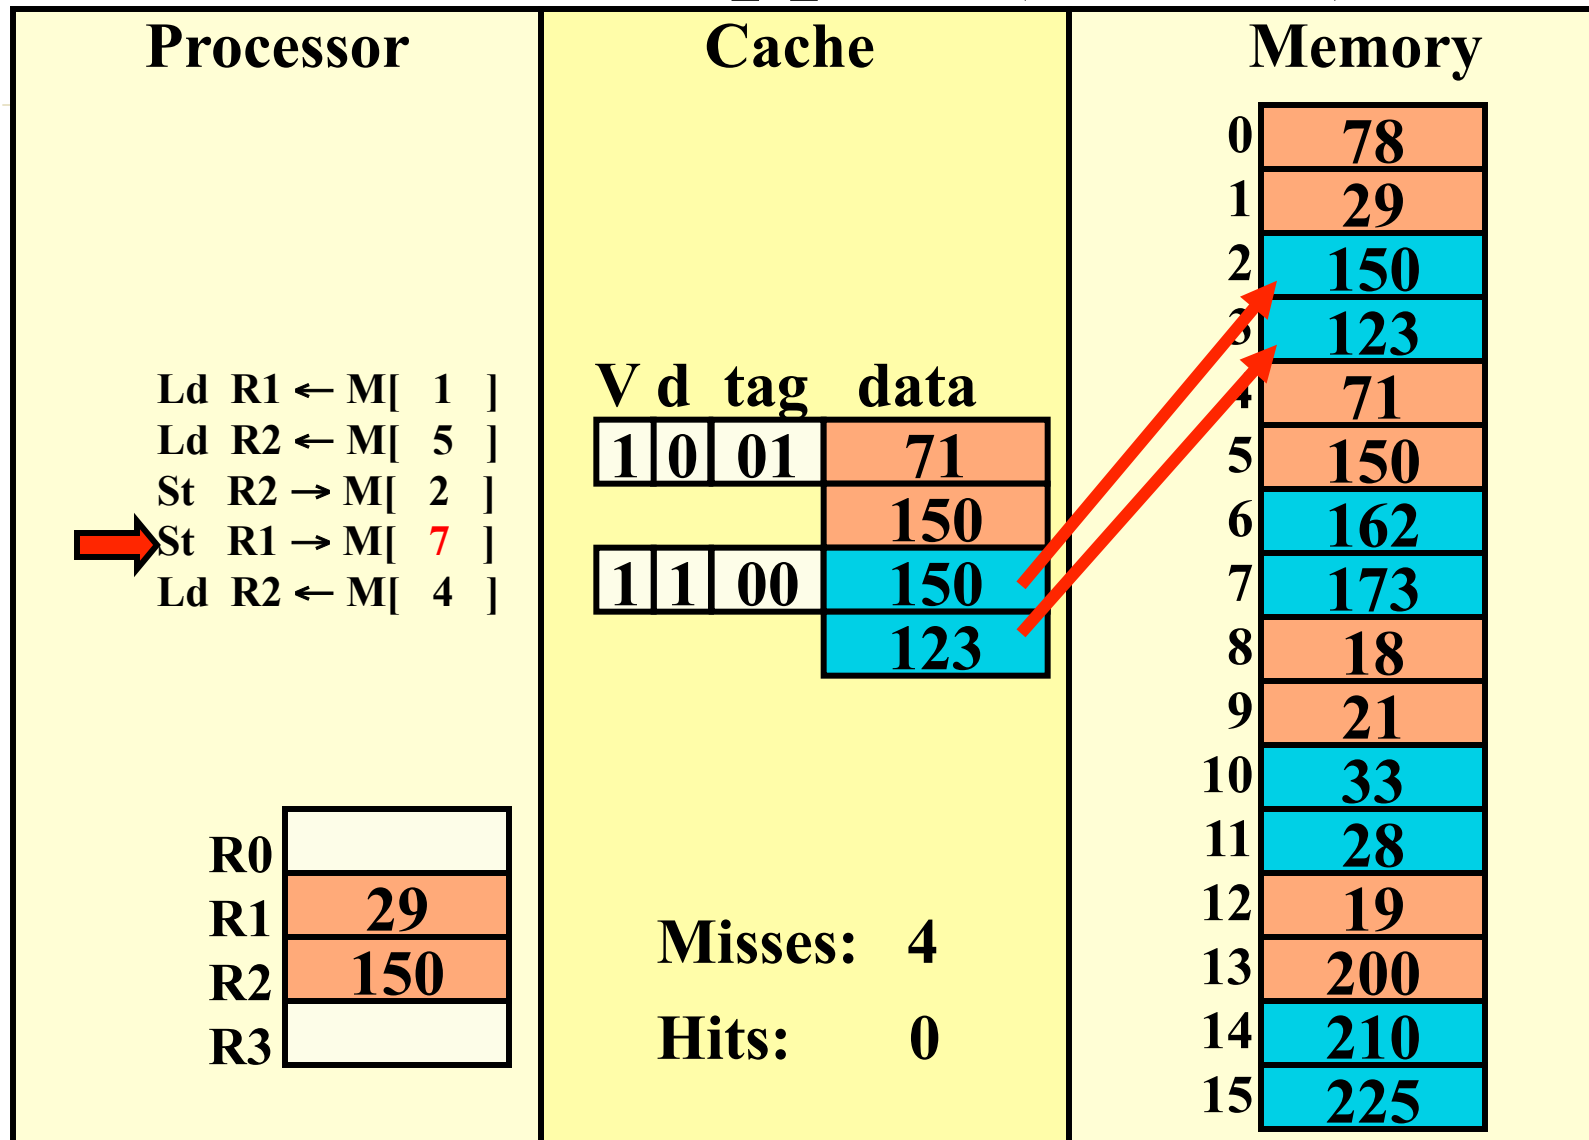 Processor
Ld R1 ← M[ 1 ]
Ld R2 ← M[ 5 ]
St R2 → M[ 2 ]
St R1 → M[ 7 ]
Ld R2 ← M[ 4 ]
R0
R1 29
R2 150
R3
Cache
V d tag data
1 0 01 71
150
1 1 00 150
123
Misses: 4
Hits: 0
Memory
0 78
1 29
2 150
3 123
4 71
5 150
6 162
7 173
8 18
9 21
10 33
11 28
12 19
13 200
14 210
15 225